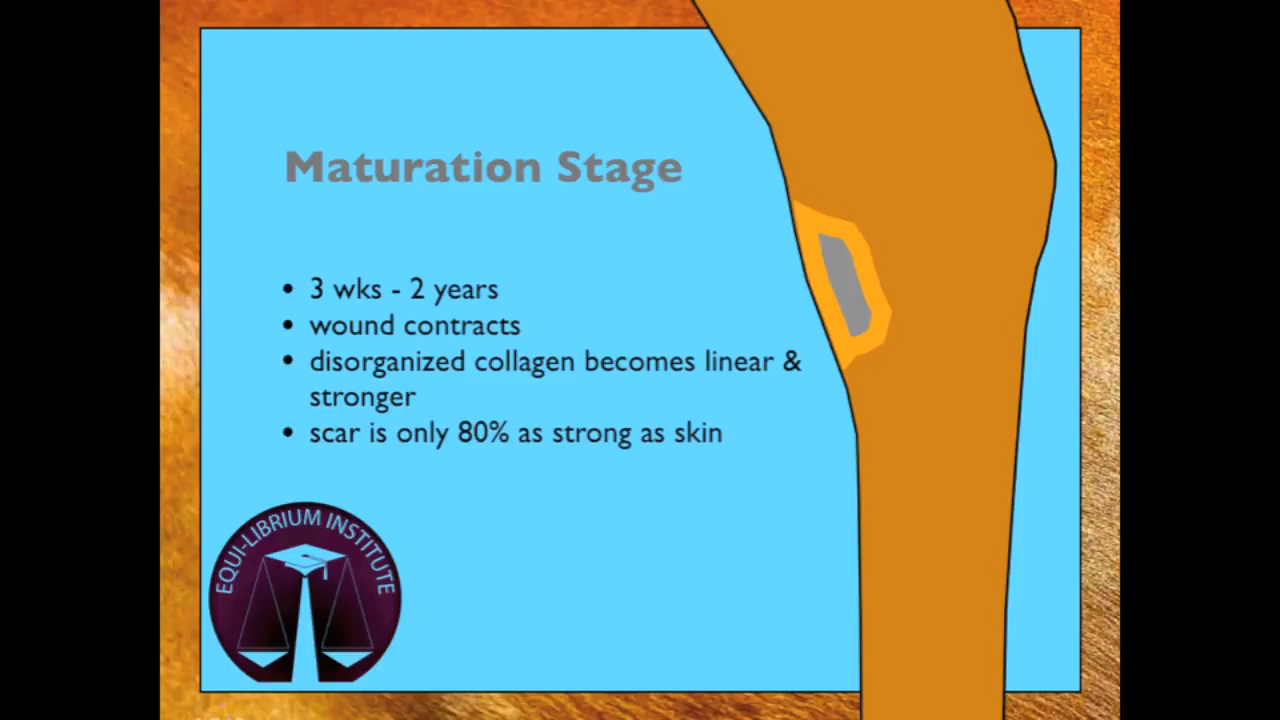 Maturation Stage
• 3 wks - 2 years
• wound contracts
• disorganized collagen becomes linear &
stronger
• scar is only 80% as strong as skin
EQUI-LIBRIUM INSTITUTE